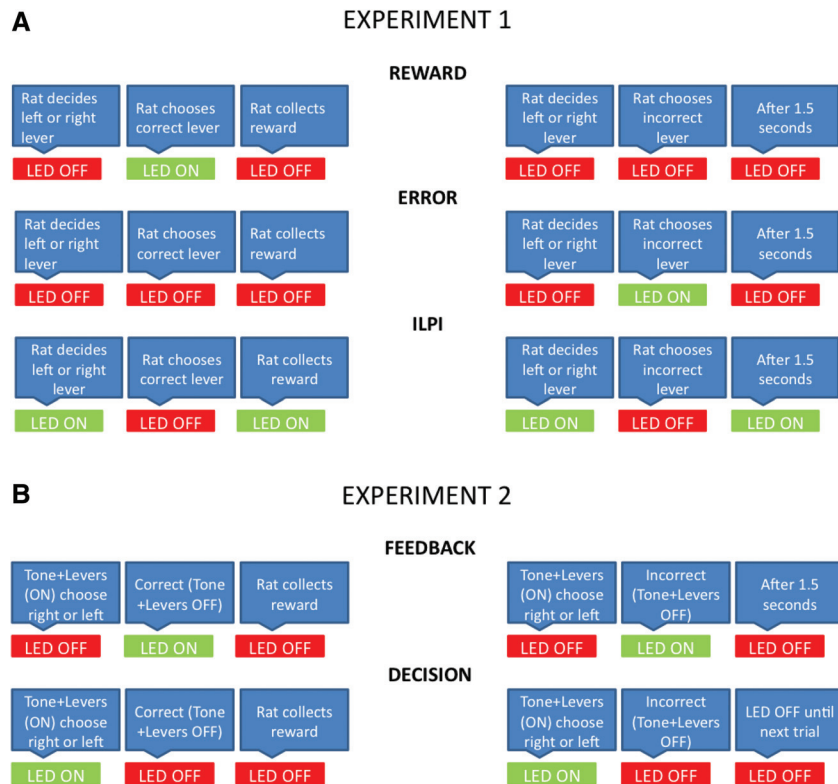 A
EXPERIMENT 1
REWARD
Rat decides
left or right
lever
Rat chooses
correct lever
Rat collects
reward
Rat decides
left or right
lever
Rat chooses
incorrect
lever
After 1.5
seconds
LED OFF
LED ON
LED OFF
LED OFF
LED OFF
LED OFF
ERROR
Rat decides
left or right
lever
Rat chooses
correct lever
Rat collects
reward
Rat decides
left or right
lever
Rat chooses
incorrect
lever
After 1.5
seconds
LED OFF
LED OFF
LED OFF
LED OFF
LED ON
LED OFF
ILPI
Rat decides
left or right
lever
Rat chooses
correct lever
Rat collects
reward
Rat decides
left or right
lever
Rat chooses
incorrect
lever
After 1.5
seconds
LED ON
LED OFF
LED ON
LED ON
LED OFF
LED ON
B
EXPERIMENT 2
FEEDBACK
Tone+Levers
(ON) choose
right or left
Correct (Tone
+Levers OFF)
Rat collects
reward
Tone+Levers
(ON) choose
right or left
Incorrect
(Tone+Levers
OFF)
After 1.5
seconds
LED OFF
LED ON
LED OFF
LED OFF
LED ON
LED OFF
DECISION
Tone+Levers
(ON) choose
right or left
Correct (Tone
+Levers OFF)
Rat collects
reward
Tone+Levers
(ON) choose
right or left
Incorrect
(Tone+Levers
OFF)
LED OFF until
next trial
LED ON
LED OFF
LED OFF
LED ON
LED OFF
LED OFF